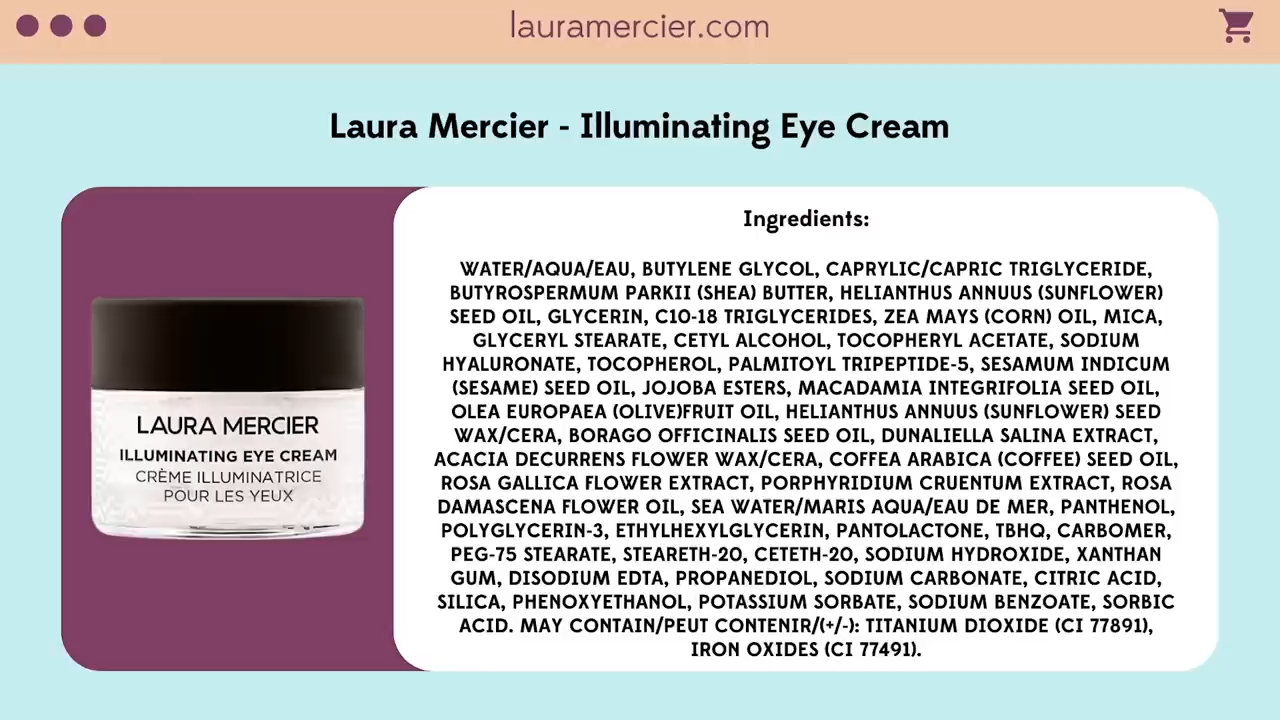 lauramercier.com
Laura Mercier - Illuminating Eye Cream
LAURA MERCIER
ILLUMINATING EYE CREAM
CRÈME ILLUMINATRICE
POUR LES YEUX
Ingredients:
WATER/AQUA/EAU, BUTYLENE GLYCOL, CAPRYLIC/CAPRIC TRIGLYCERIDE,
BUTYROSPERMUM PARKII (SHEA) BUTTER, HELIANTHUS ANNUUS (SUNFLOWER)
SEED OIL, GLYCERIN, C10-18 TRIGLYCERIDES, ZEA MAYS (CORN) OIL, MICA,
GLYCERYL STEARATE, CETYL ALCOHOL, TOCOPHERYL ACETATE, SODIUM
HYALURONATE, TOCOPHEROL, PALMITOYL TRIPEPTIDE-5, SESAMUM INDICUM
(SESAME) SEED OIL, JOJOBA ESTERS, MACADAMIA INTEGRIFOLIA SEED OIL,
OLEA EUROPAEA (OLIVE)FRUIT OIL, HELIANTHUS ANNUUS (SUNFLOWER) SEED
WAX/CERA, BORAGO OFFICINALIS SEED OIL, DUNALIELLA SALINA EXTRACT,
ACACIA DECURRENS FLOWER WAX/CERA, COFFEA ARABICA (COFFEE) SEED OIL,
ROSA GALLICA FLOWER EXTRACT, PORPHYRIDIUM CRUENTUM EXTRACT, ROSA
DAMASCENA FLOWER OIL, SEA WATER/MARIS AQUA/EAU DE MER, PANTHENOL,
POLYGLYCERIN-3, ETHYLHEXYLGLYCERIN, PANTOLACTONE, TBHQ, CARBOMER,
PEG-75 STEARATE, STEARETH-20, CETETH-20, SODIUM HYDROXIDE, XANTHAN
GUM, DISODIUM EDTA, PROPANEDIOL, SODIUM CARBONATE, CITRIC ACID,
SILICA, PHENOXYETHANOL, POTASSIUM SORBATE, SODIUM BENZOATE, SORBIC
ACID. MAY CONTAIN/PEUT CONTENIR/(+/-): TITANIUM DIOXIDE (CI 77891),
IRON OXIDES (CI 77491).